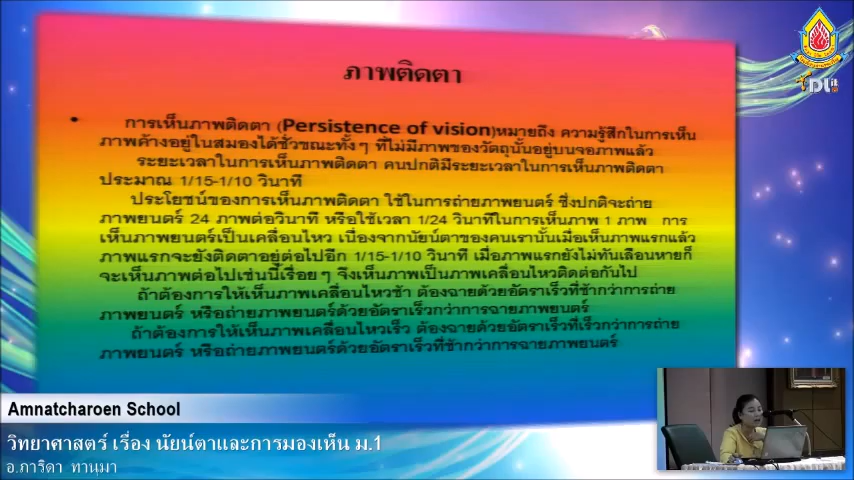 ภาพติดตา
• การเห็นภาพติดตา (Persistence of vision)หมายถึง ความรู้สึกในการเห็น
ภาพค้างอยู่ในสมองได้ชั่วขณะทั้งๆ ที่ไม่มีภาพของวัตถุนั้นอยู่บนจอภาพแล้ว
ระยะเวลาในการเห็นภาพติดตา คนปกติมีระยะเวลาในการเห็นภาพติดตา
ประมาณ 1/15-1/10 วินาที
ประโยชน์ของการเห็นภาพติดตา ใช้ในการถ่ายภาพยนตร์ ซึ่งปกติจะถ่าย
ภาพยนตร์ 24 ภาพต่อวินาที หรือใช้เวลา 1/24 วินาทีในการเห็นภาพ 1 ภาพ การ
เห็นภาพยนตร์เป็นเคลื่อนไหว เนื่องจากนัยน์ตาของคนเรานั้นเมื่อเห็นภาพแรกแล้ว
ภาพแรกจะยังติดตาอยู่ต่อไปอีก 1/15-1/10 วินาที เมื่อภาพแรกยังไม่ทันเลือนหายก็
จะเห็นภาพต่อไปเช่นนี้เรื่อยๆ จึงเห็นภาพเป็นภาพเคลื่อนไหวติดต่อกันไป
ถ้าต้องการให้เห็นภาพเคลื่อนไหวช้า ต้องฉายด้วยอัตราเร็วที่ช้ากว่าการถ่าย
ภาพยนตร์ หรือถ่ายภาพยนตร์ด้วยอัตราเร็วกว่าการฉายภาพยนตร์
ถ้าต้องการให้เห็นภาพเคลื่อนไหวเร็ว ต้องฉายด้วยอัตราเร็วที่เร็วกว่าการถ่าย
ภาพยนตร์ หรือถ่ายภาพยนตร์ด้วยอัตราเร็วที่ช้ากว่าการฉายภาพยนตร์
Amnatcharoen School
วิทยาศาสตร์ เรื่อง นัยน์ตาและการมองเห็น ม.1
อ.ภาริดา ทานุมา